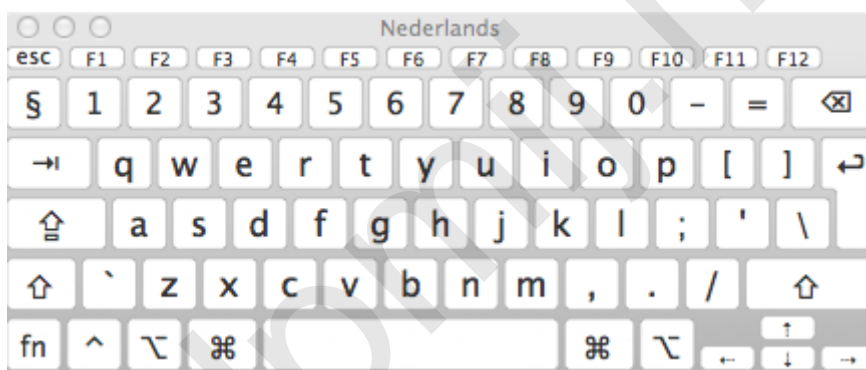 Nederlands
esc F1 F2 F3 F4 F5 F6 F7 F8 F9 F10 F11 F12
§ 1 2 3 4 5 6 7 8 9 0 - = ⌫
⇥ q w e r t y u i o p [ ] ↩
⇪ a s d f g h j k l ; ' \
⇧ ` z x c v b n m , . / ⇧
fn ^ ⌥ ⌘ ⌘ ⌥ ← ↑ ↓ →